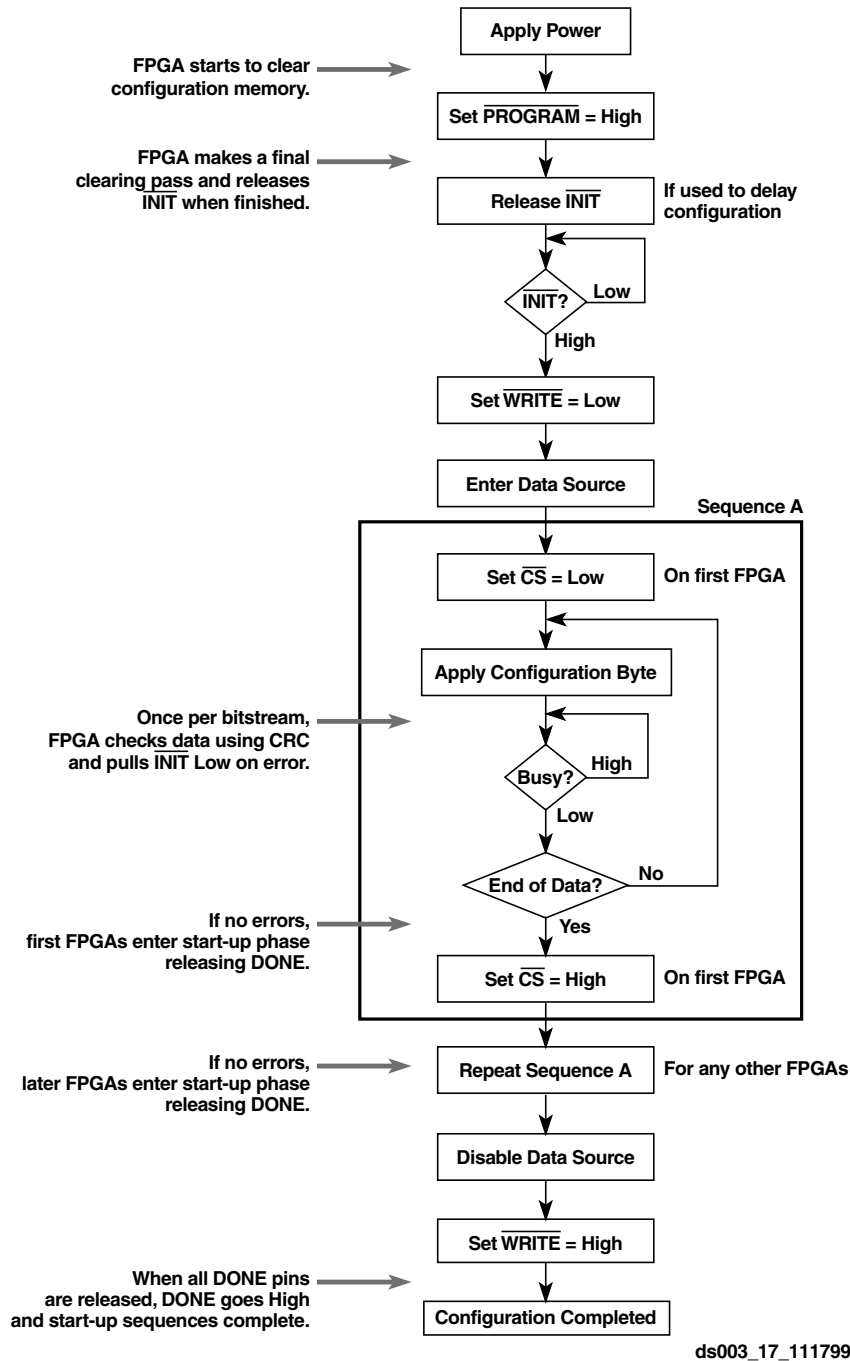 Apply Power
FPGA starts to clear
configuration memory.
Set PROGRAM = High
FPGA makes a final
clearing pass and releases
INIT when finished.
Release INIT
If used to delay
configuration
INIT?
Low
High
Set WRITE = Low
Enter Data Source
Sequence A
Set CS = Low
On first FPGA
Apply Configuration Byte
Once per bitstream,
FPGA checks data using CRC
and pulls INIT Low on error.
Busy?
High
Low
End of Data?
No
Yes
If no errors,
first FPGAs enter start-up phase
releasing DONE.
Set CS = High
On first FPGA
If no errors,
later FPGAs enter start-up phase
releasing DONE.
Repeat Sequence A
For any other FPGAs
Disable Data Source
Set WRITE = High
When all DONE pins
are released, DONE goes High
and start-up sequences complete.
Configuration Completed
ds003_17_111799